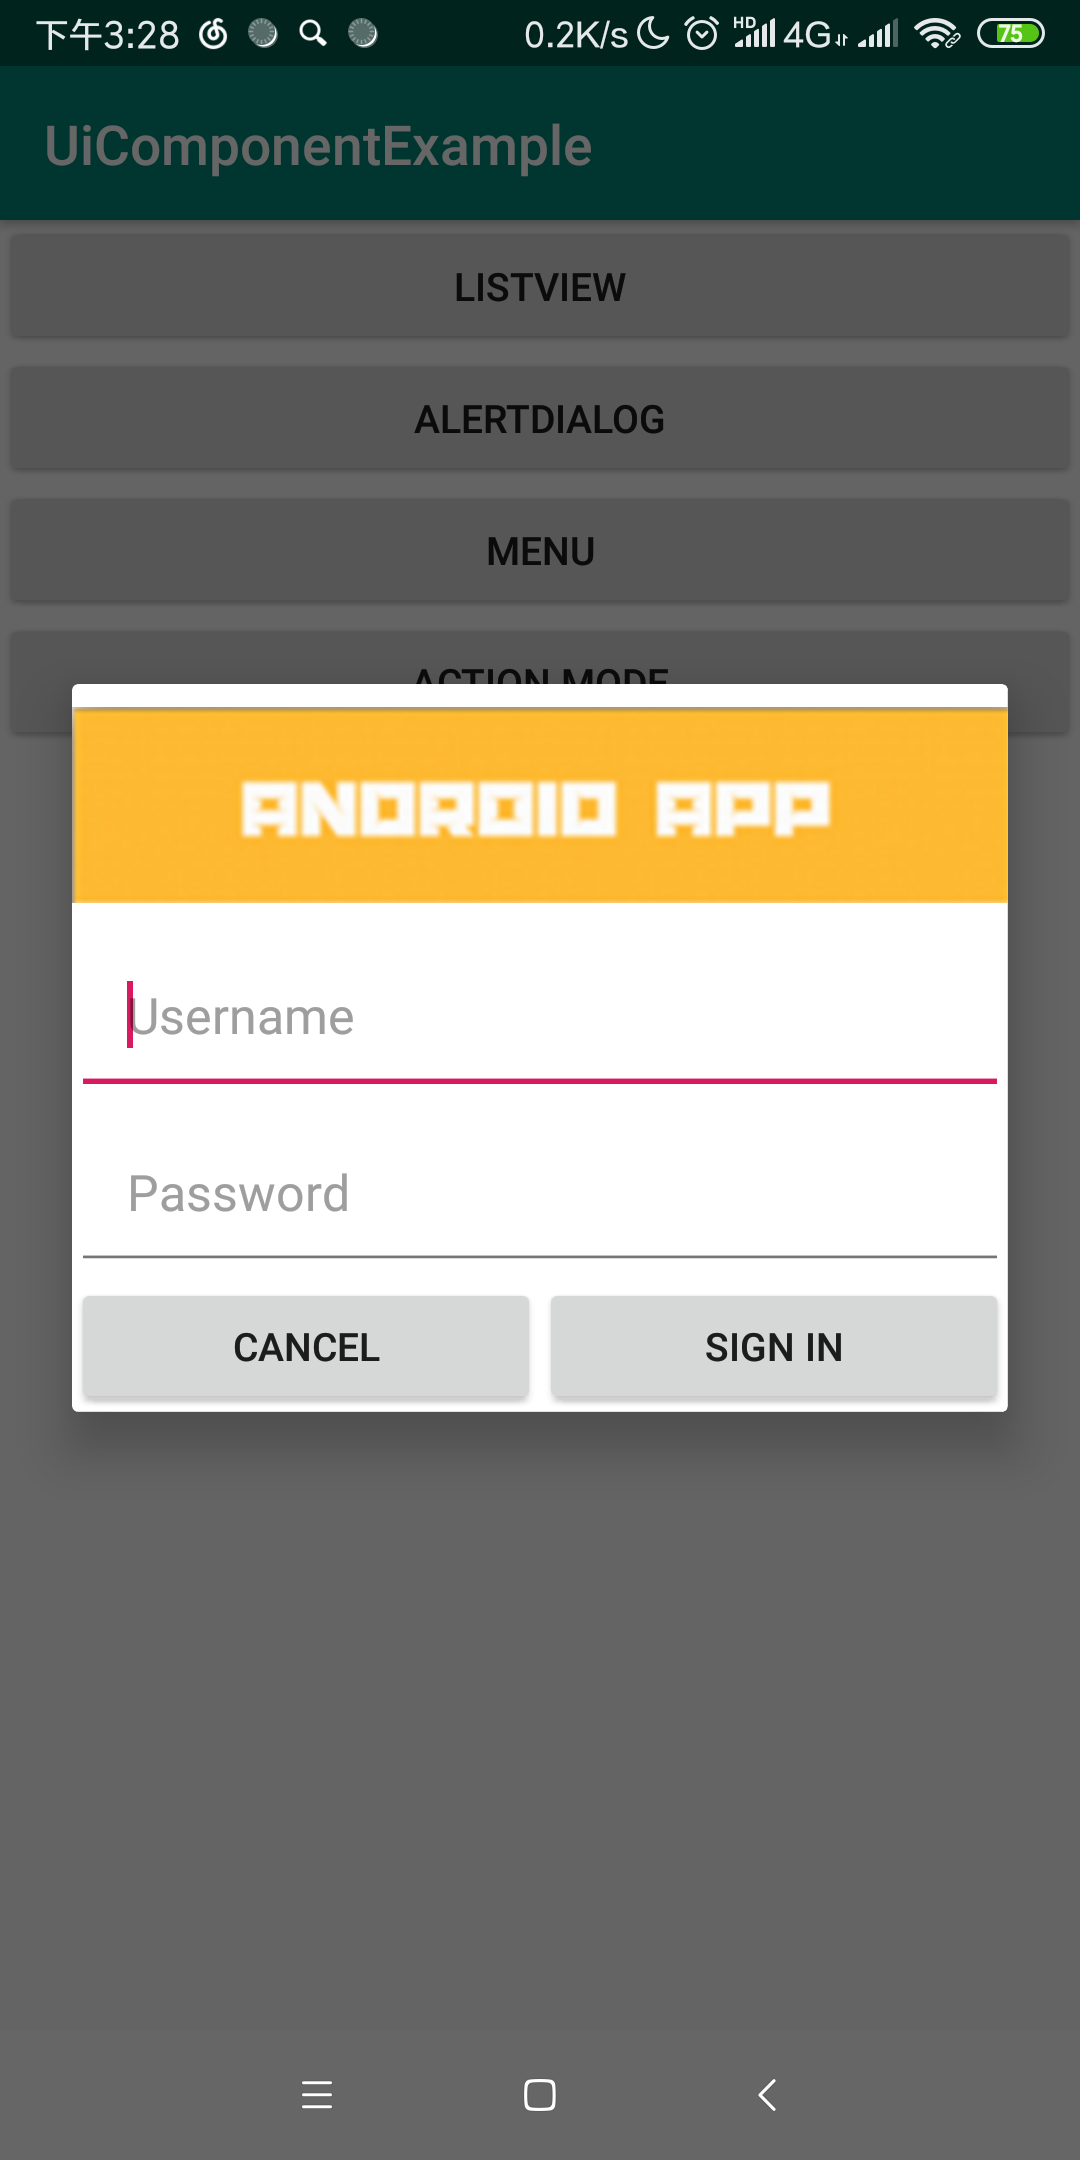 下午3:28 0.2K/s HD 4G 75
UiComponentExample
LISTVIEW
ALERTDIALOG
MENU
ACTION MODE
ANDROID APP
Username
Password
CANCEL SIGN IN